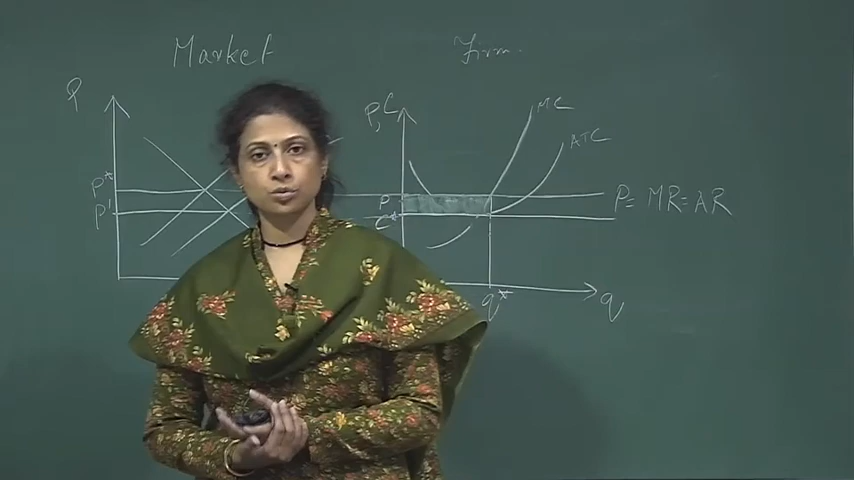 Market
Firm.
P
P,C
MC
ATC
P*
P'
P
C*
P= MR=AR
q*
q